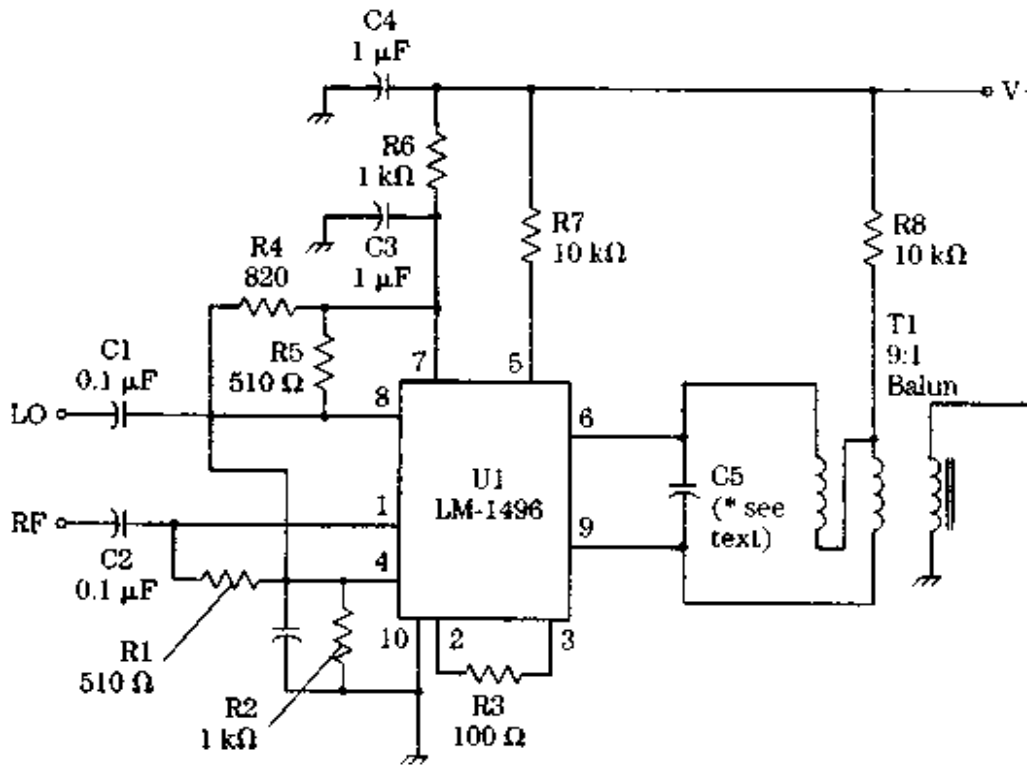 C4
1 µF
V
R6
1 kΩ
R7
10 kΩ
R8
10 kΩ
C3
1 µF
R4
820
T1
9:1
Balun
C1
0.1 µF
R5
510 Ω
7
5
LO
8
6
U1
LM-1496
C5
(* see
text)
RF
1
9
C2
0.1 µF
4
10
2
3
R1
510 Ω
R2
1 kΩ
R3
100 Ω